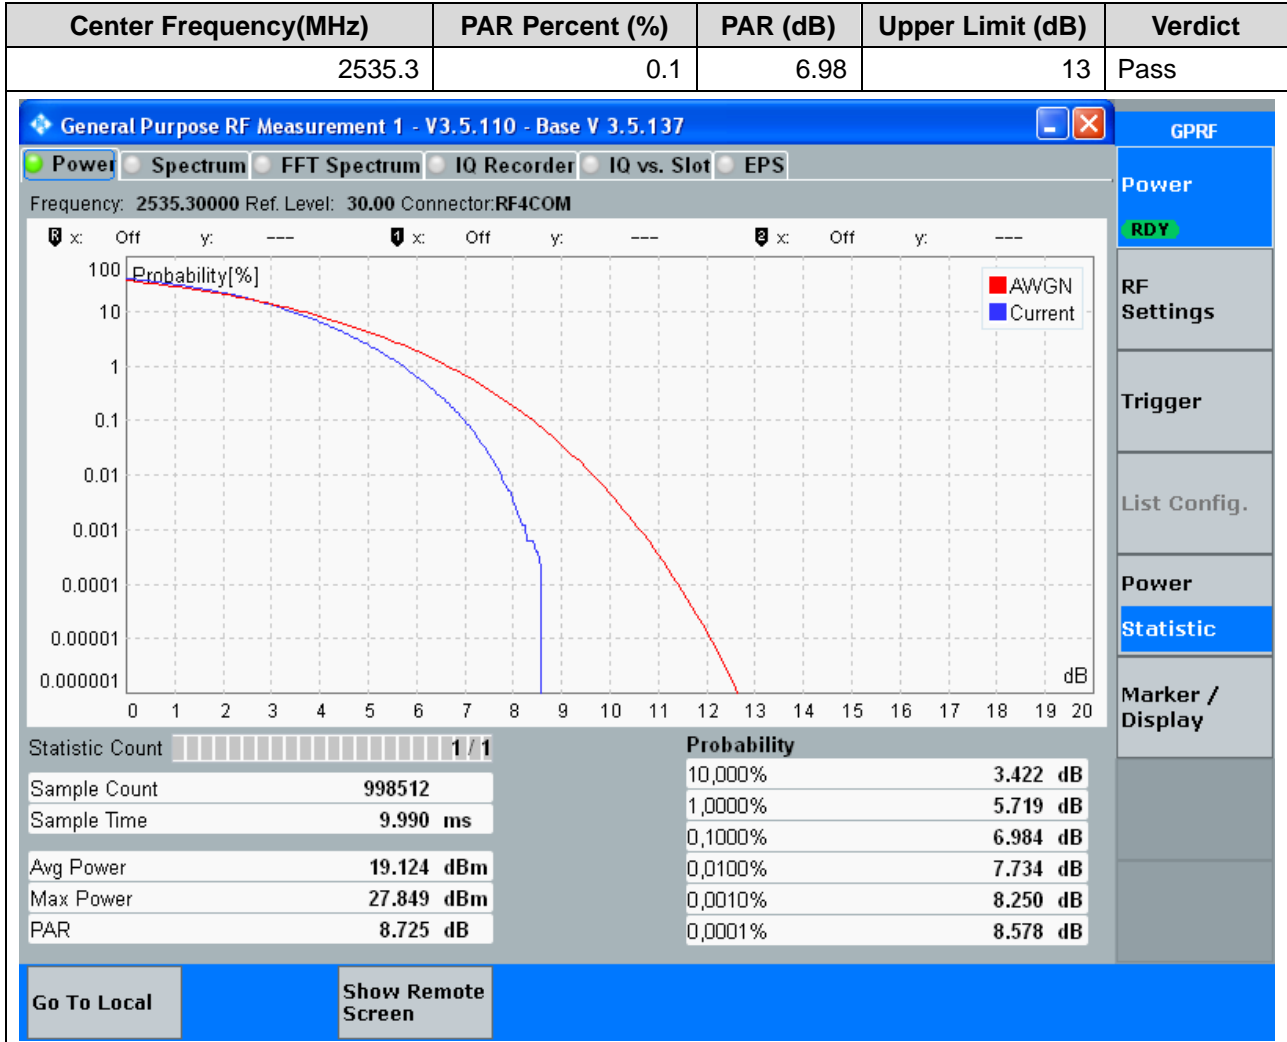 Center Frequency(MHz) PAR Percent (%) PAR (dB) Upper Limit (dB) Verdict
2535.3 0.1 6.98 13 Pass
General Purpose RF Measurement 1 - V3.5.110 - Base V 3.5.137
GPRF
Power Spectrum FFT Spectrum IQ Recorder IQ vs. Slot EPS
Power
RDY
Frequency: 2535.30000 Ref. Level: 30.00 Connector:RF4COM
R x: Off y: --- 1 x: Off y: --- 2 x: Off y: ---
Probability[%]
100
10
1
0.1
0.01
0.001
0.0001
0.00001
0.000001
AWGN
Current
dB
0 1 2 3 4 5 6 7 8 9 10 11 12 13 14 15 16 17 18 19 20
RF
Settings
Trigger
List Config.
Power
Statistic
Marker /
Display
Statistic Count 1 / 1
Sample Count 998512
Sample Time 9.990 ms
Avg Power 19.124 dBm
Max Power 27.849 dBm
PAR 8.725 dB
Probability
10,000% 3.422 dB
1,0000% 5.719 dB
0,1000% 6.984 dB
0,0100% 7.734 dB
0,0010% 8.250 dB
0,0001% 8.578 dB
Go To Local
Show Remote
Screen